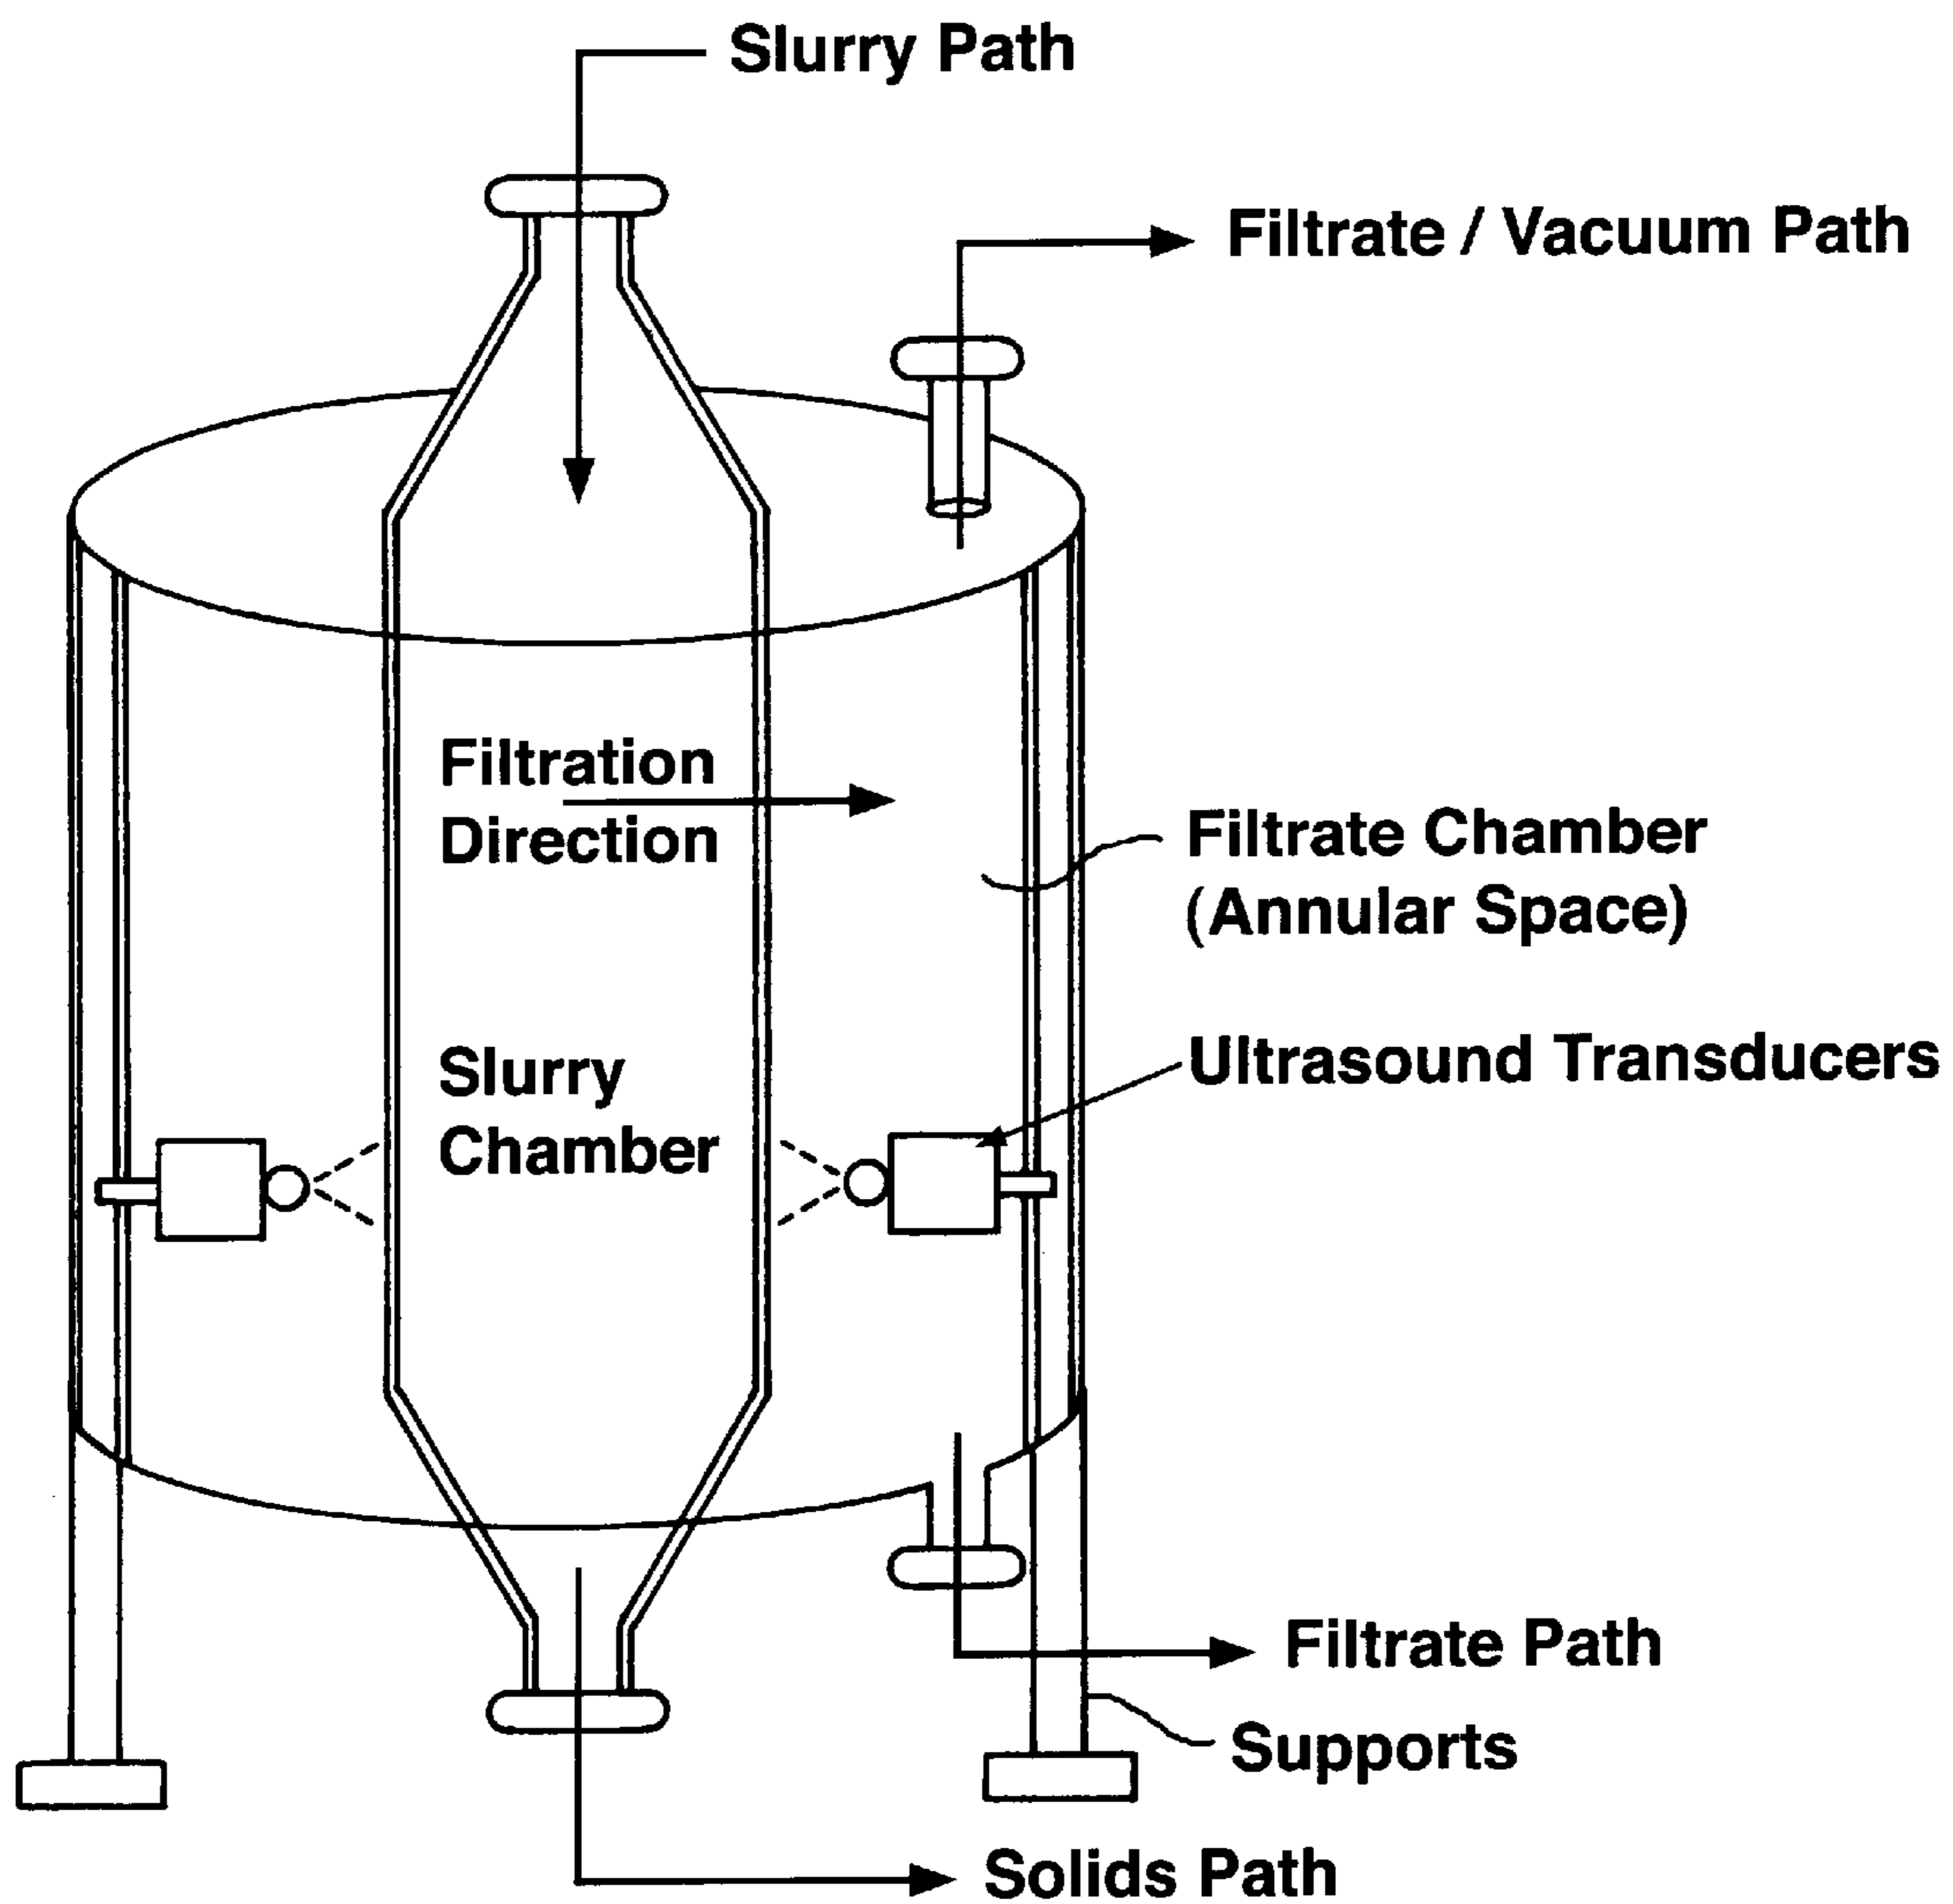 Slurry Path
Filtrate / Vacuum Path
Filtration
Direction
Filtrate Chamber
(Annular Space)
Slurry
Chamber
Ultrasound Transducers
Filtrate Path
Supports
Solids Path